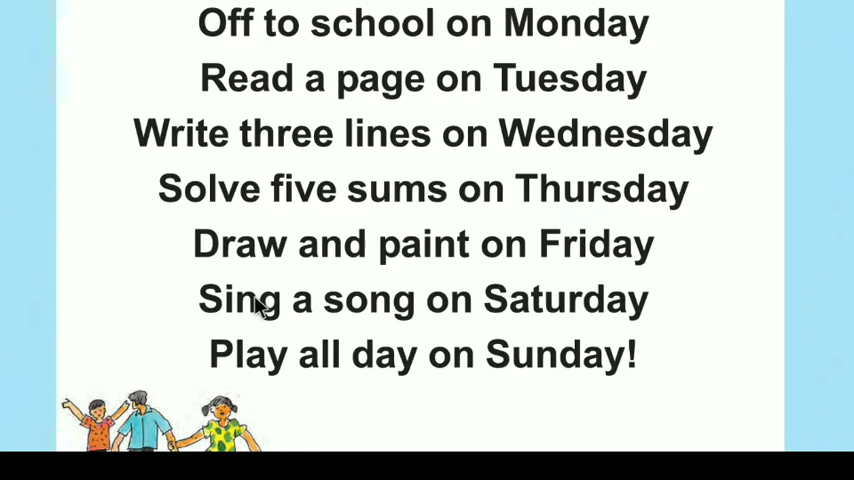 Off to school on Monday
Read a page on Tuesday
Write three lines on Wednesday
Solve five sums on Thursday
Draw and paint on Friday
Sing a song on Saturday
Play all day on Sunday!